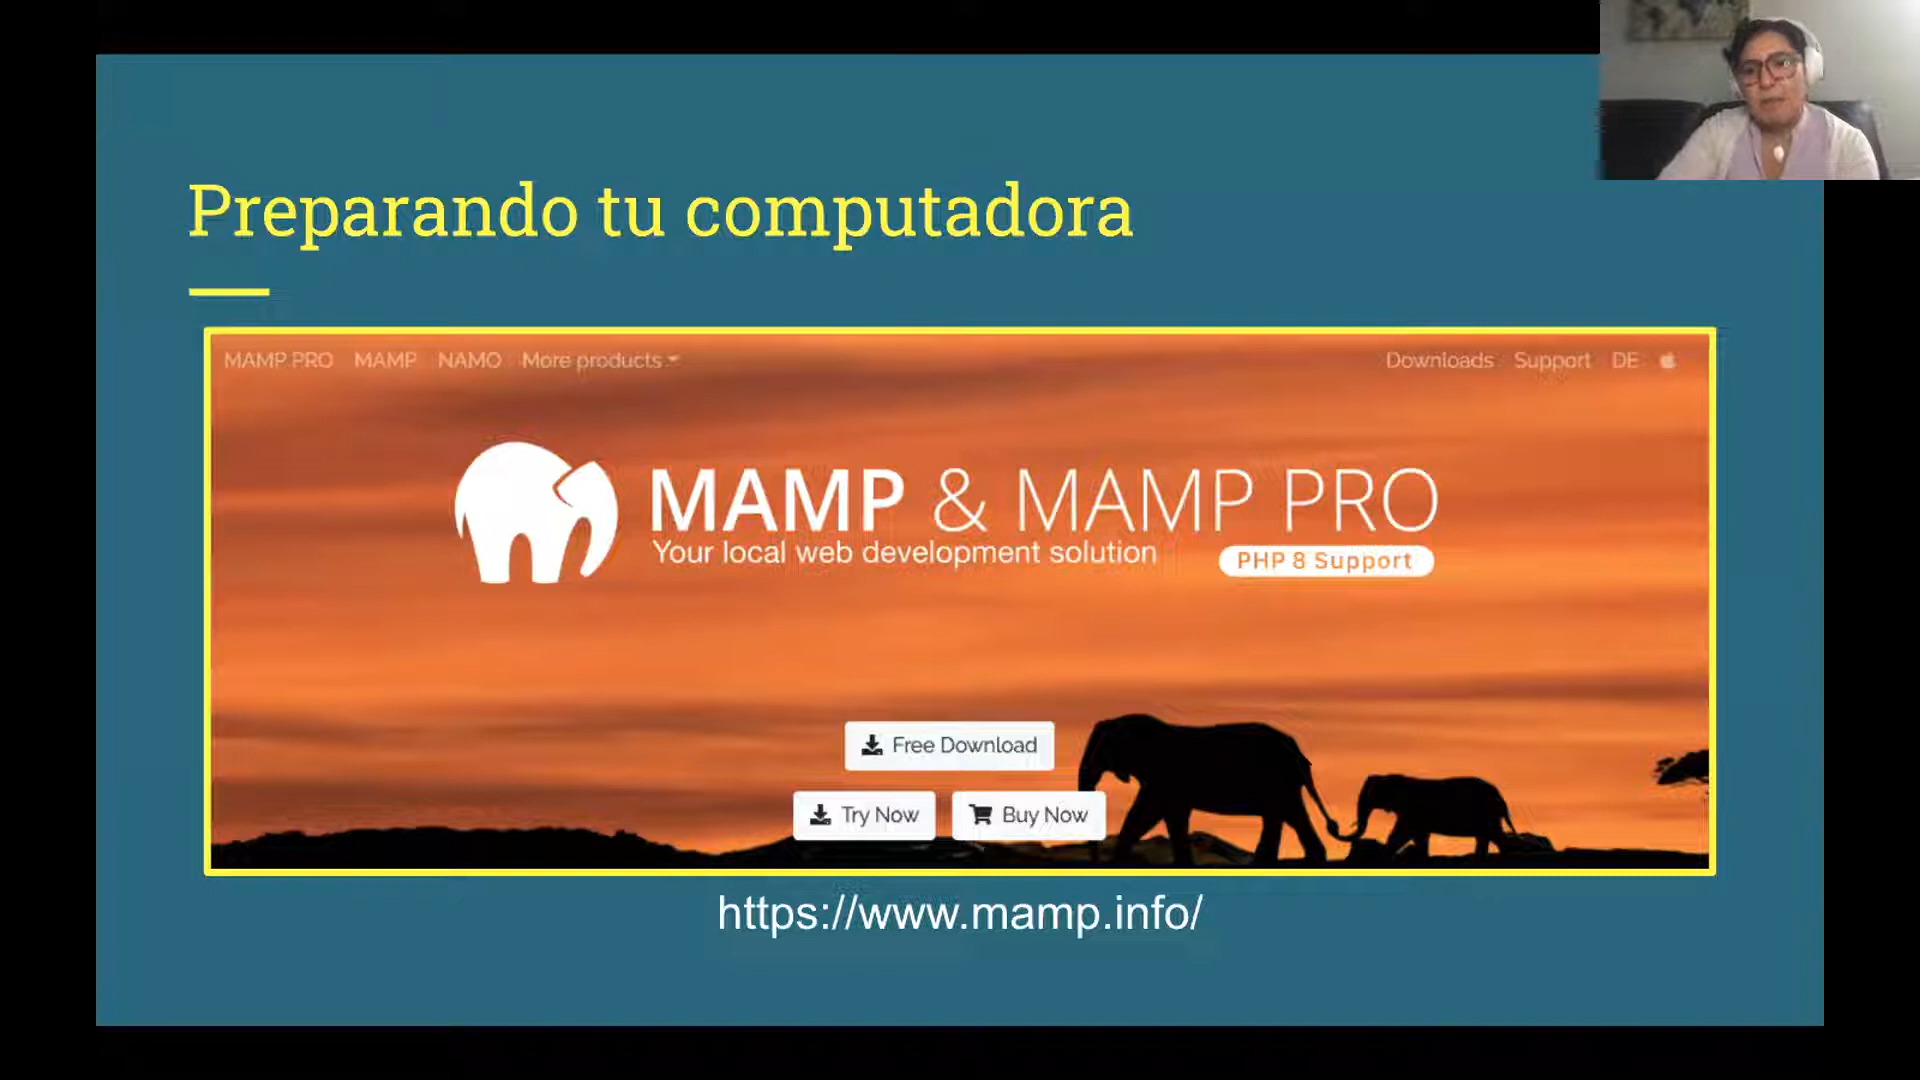 Preparando tu computadora
MAMP PRO MAMP NAMO More products Downloads Support DE
MAMP & MAMP PRO
Your local web development solution
PHP 8 Support
Free Download
Try Now Buy Now
https://www.mamp.info/